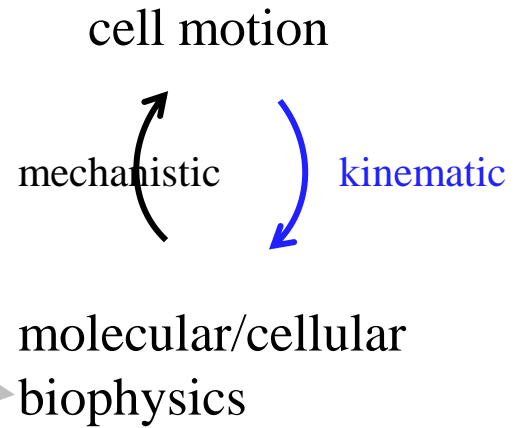 cell motion
mechanistic
kinematic
molecular/cellular
biophysics